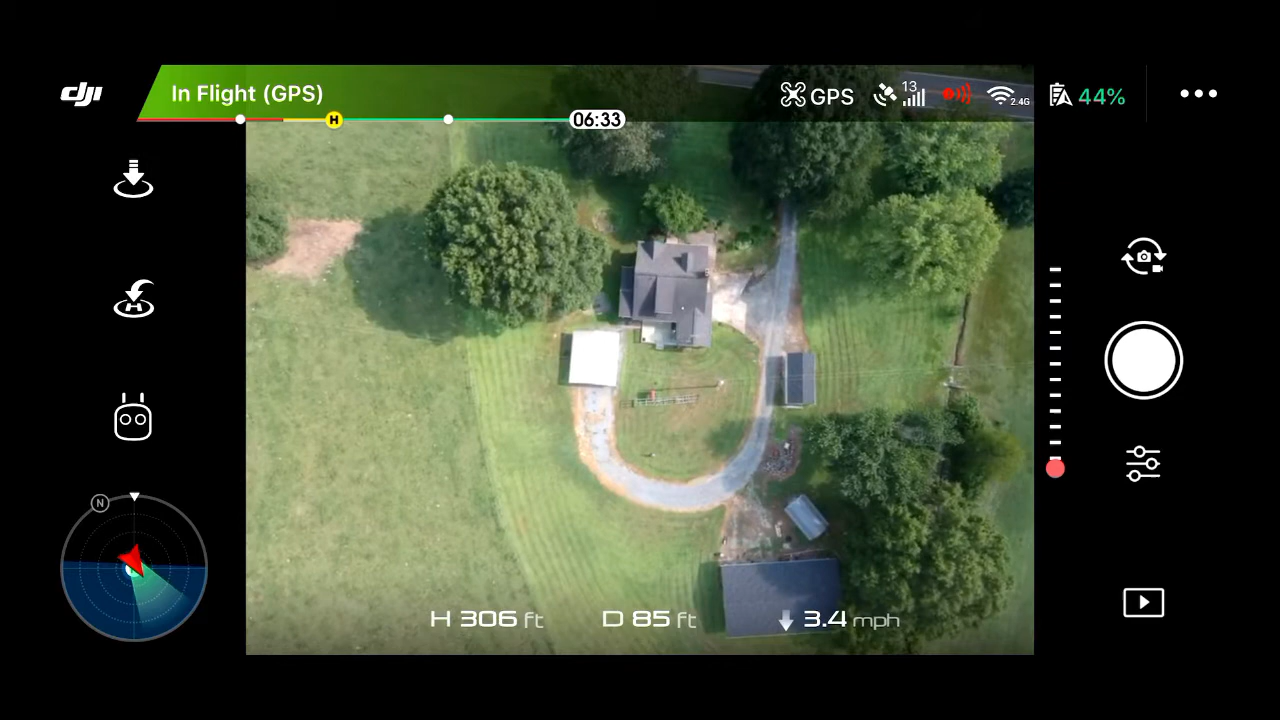 dji
In Flight (GPS)
GPS
13
2.4G
44%
H
06:33
H
N
H 306 ft
D 85 ft
3.4 mph